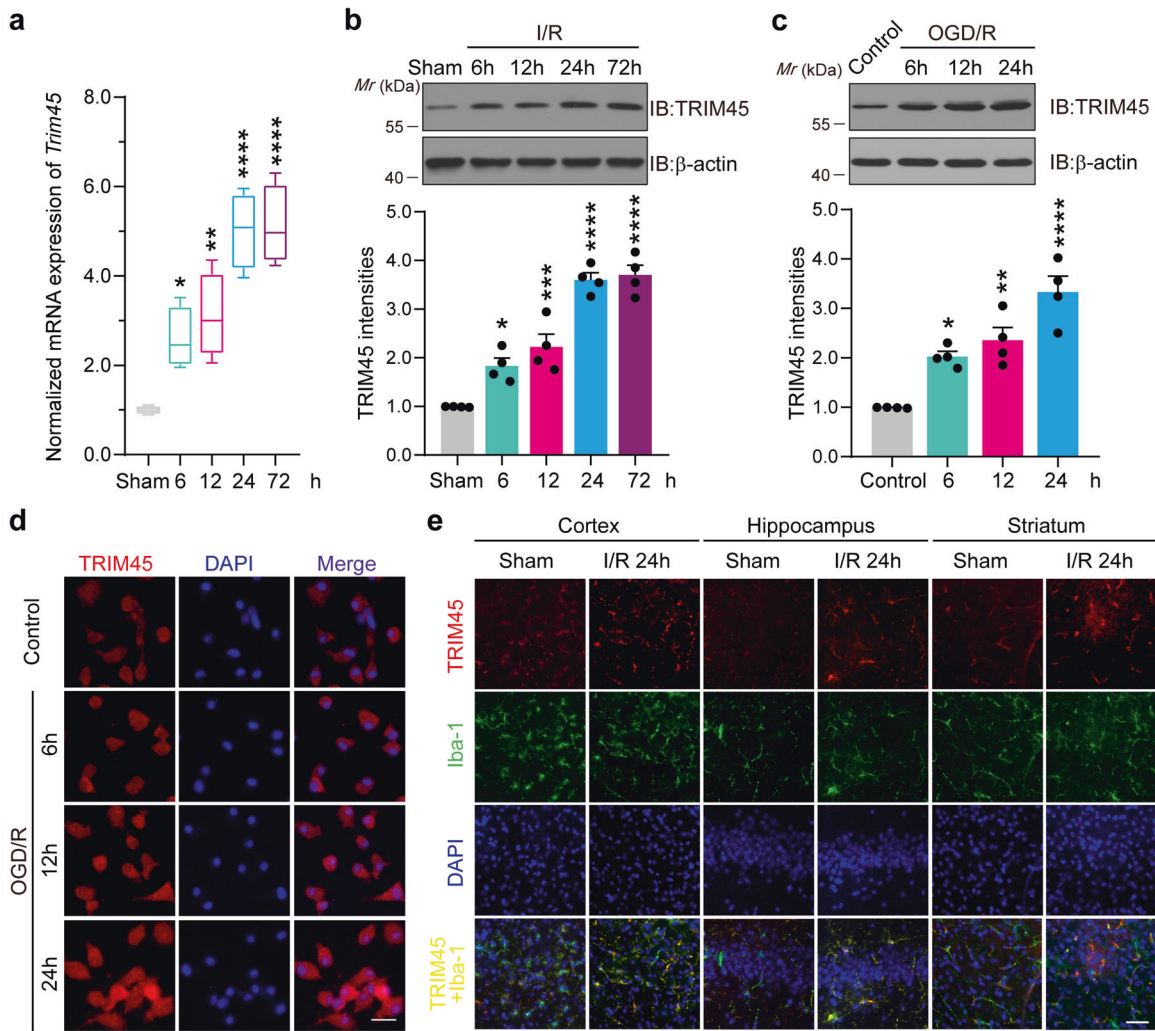 a
Normalized mRNA expression of Trim45
8.0
6.0
4.0
2.0
0.0
*
**
****
****
Sham 6 12 24 72 h
b
I/R
Sham 6h 12h 24h 72h
Mr (kDa)
IB:TRIM45
55
IB:β-actin
40
TRIM45 intensities
5.0
4.0
3.0
2.0
1.0
0.0
*
***
****
****
Sham 6 12 24 72 h
c
Control
OGD/R
6h 12h 24h
Mr (kDa)
IB:TRIM45
55
IB:β-actin
40
TRIM45 intensities
5.0
4.0
3.0
2.0
1.0
0.0
*
**
****
Control 6 12 24 h
d
TRIM45 DAPI Merge
Control
OGD/R
6h
12h
24h
e
Cortex Hippocampus Striatum
Sham I/R 24h Sham I/R 24h Sham I/R 24h
TRIM45
Iba-1
DAPI
TRIM45
+Iba-1